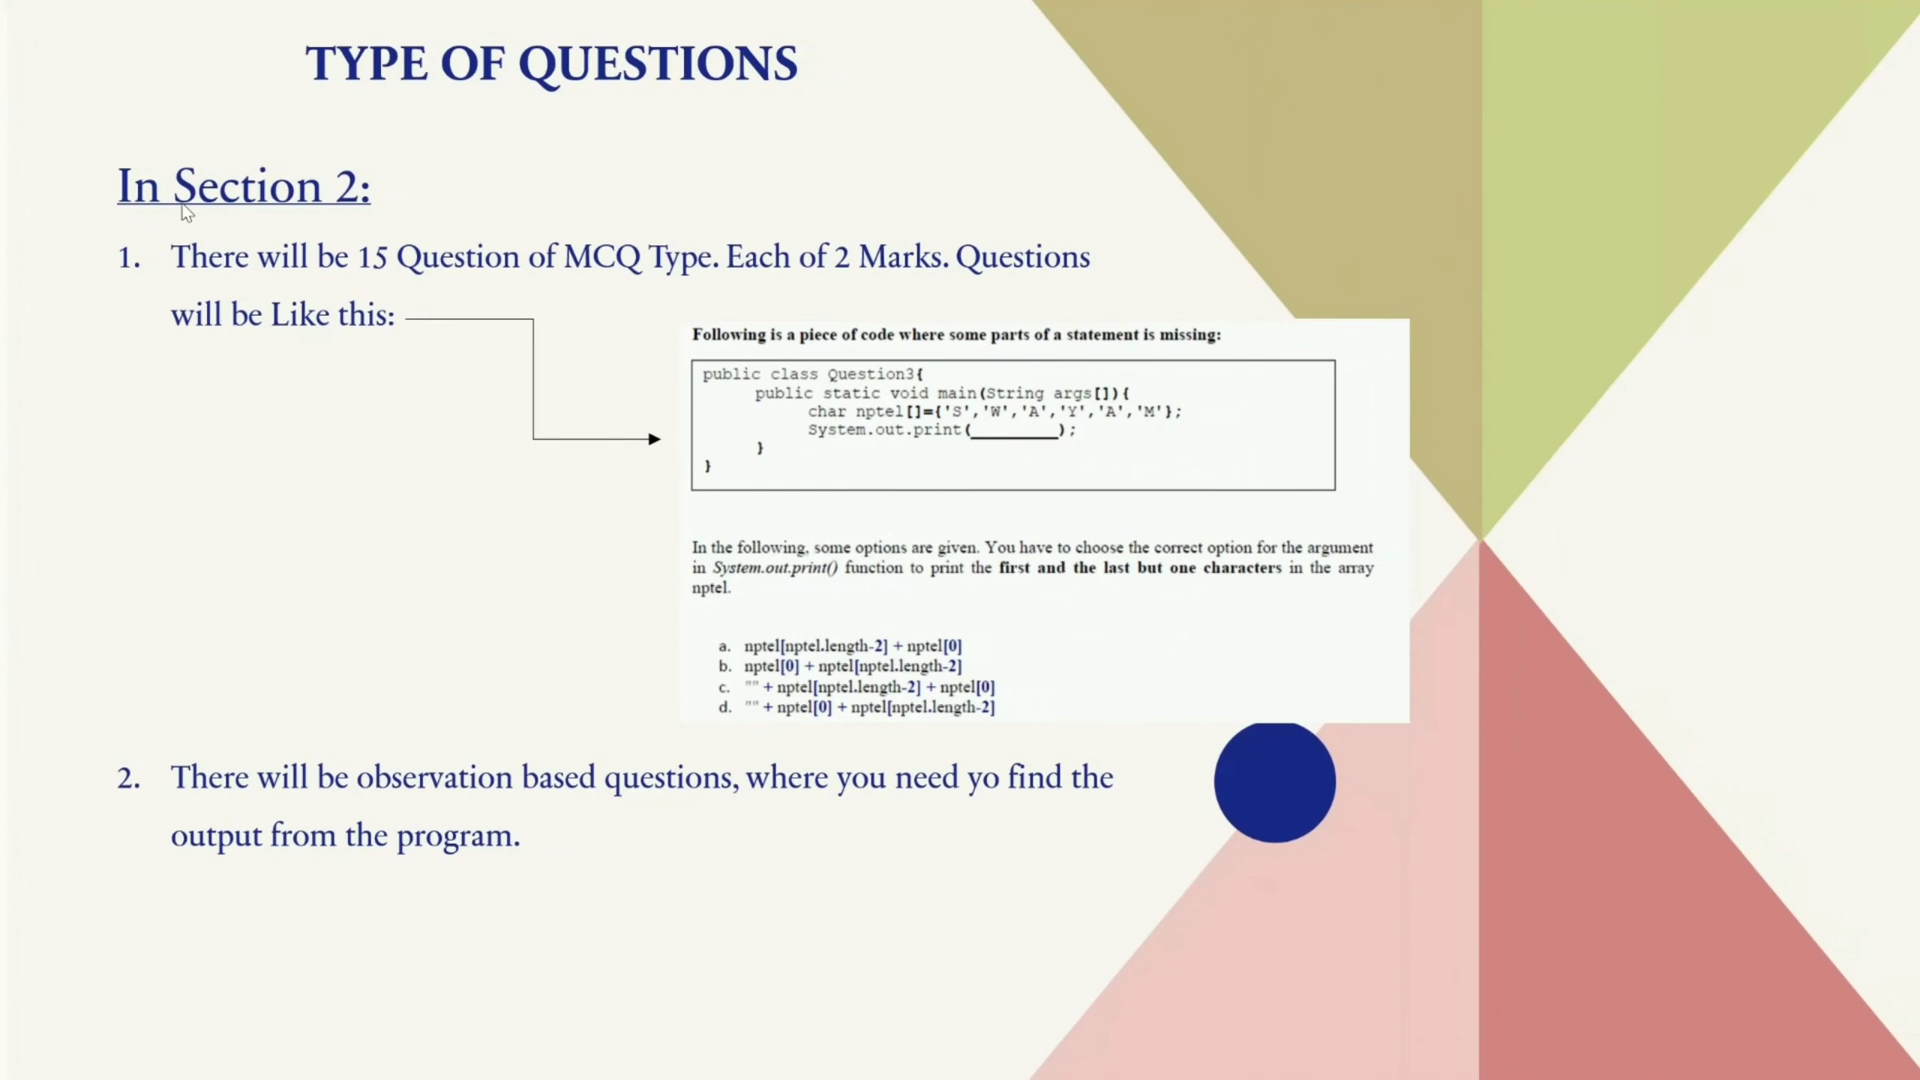 TYPE OF QUESTIONS
In Section 2:
1. There will be 15 Question of MCQ Type. Each of 2 Marks. Questions
will be Like this:
Following is a piece of code where some parts of a statement is missing:
public class Question3{
public static void main(String args[]){
char nptel[]={'S','W','A','Y','A','M'};
System.out.print(________);
}
}
In the following, some options are given. You have to choose the correct option for the argument
in System.out.print() function to print the first and the last but one characters in the array
nptel.
a. nptel[nptel.length-2] + nptel[0]
b. nptel[0] + nptel[nptel.length-2]
c. "" + nptel[nptel.length-2] + nptel[0]
d. "" + nptel[0] + nptel[nptel.length-2]
2. There will be observation based questions, where you need yo find the
output from the program.